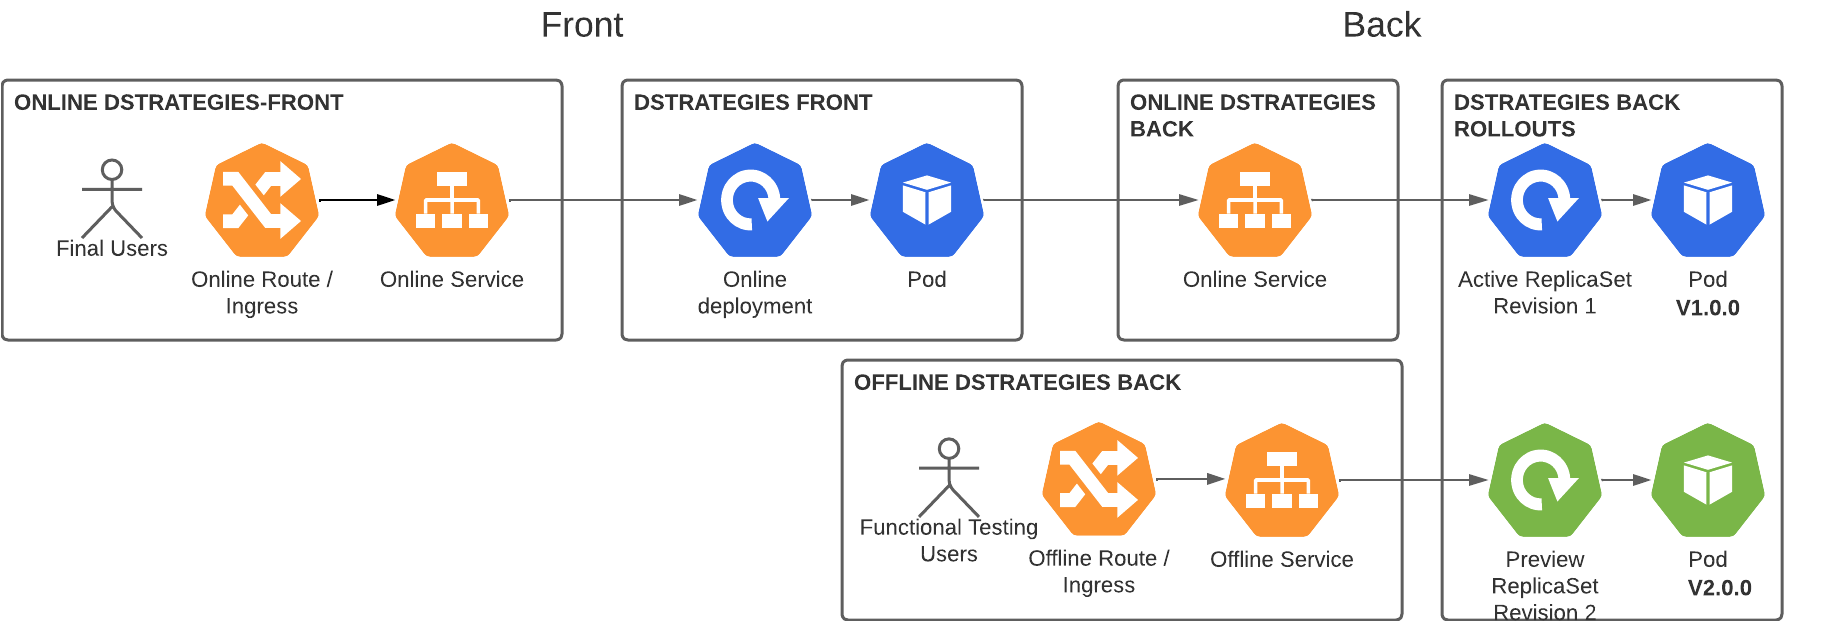 Front
Back
ONLINE DSTRATEGIES-FRONT
Final Users
Online Route /
Ingress
Online Service
DSTRATEGIES FRONT
Online
deployment
Pod
ONLINE DSTRATEGIES
BACK
Online Service
DSTRATEGIES BACK
ROLLOUTS
Active ReplicaSet
Revision 1
Pod
V1.0.0
OFFLINE DSTRATEGIES BACK
Functional Testing
Users
Offline Route /
Ingress
Offline Service
Preview
ReplicaSet
Revision 2
Pod
V2.0.0